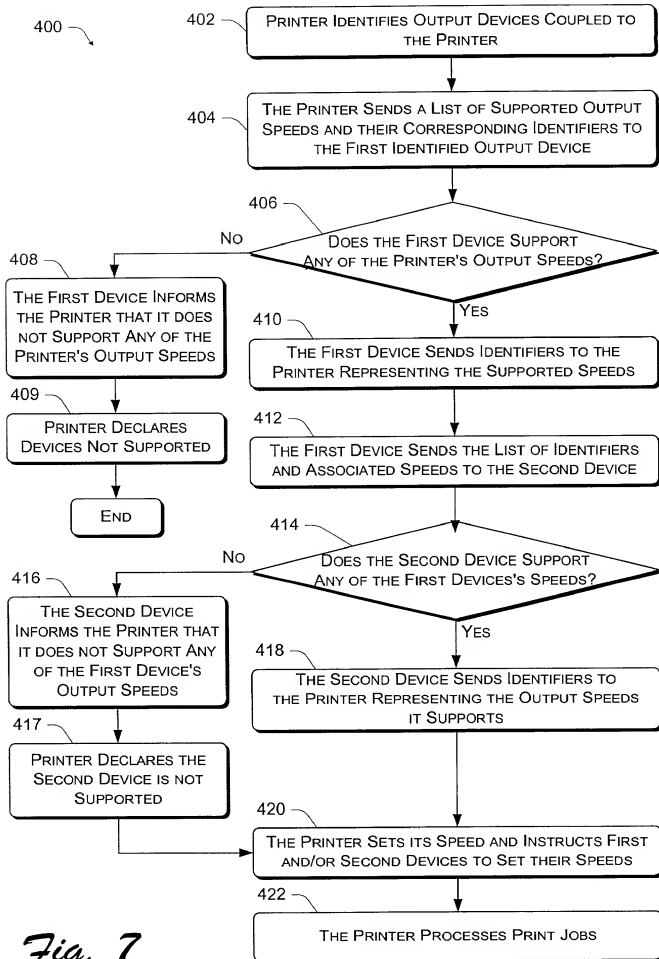 400
402
PRINTER IDENTIFIES OUTPUT DEVICES COUPLED TO
THE PRINTER
404
THE PRINTER SENDS A LIST OF SUPPORTED OUTPUT
SPEEDS AND THEIR CORRESPONDING IDENTIFIERS TO
THE FIRST IDENTIFIED OUTPUT DEVICE
406
DOES THE FIRST DEVICE SUPPORT
ANY OF THE PRINTER'S OUTPUT SPEEDS?
NO
YES
408
THE FIRST DEVICE INFORMS
THE PRINTER THAT IT DOES
NOT SUPPORT ANY OF THE
PRINTER'S OUTPUT SPEEDS
409
PRINTER DECLARES
DEVICES NOT SUPPORTED
END
410
THE FIRST DEVICE SENDS IDENTIFIERS TO THE
PRINTER REPRESENTING THE SUPPORTED SPEEDS
412
THE FIRST DEVICE SENDS THE LIST OF IDENTIFIERS
AND ASSOCIATED SPEEDS TO THE SECOND DEVICE
414
DOES THE SECOND DEVICE SUPPORT
ANY OF THE FIRST DEVICES'S SPEEDS?
NO
YES
416
THE SECOND DEVICE
INFORMS THE PRINTER THAT
IT DOES NOT SUPPORT ANY
OF THE FIRST DEVICE'S
OUTPUT SPEEDS
417
PRINTER DECLARES THE
SECOND DEVICE IS NOT
SUPPORTED
418
THE SECOND DEVICE SENDS IDENTIFIERS TO
THE PRINTER REPRESENTING THE OUTPUT SPEEDS
IT SUPPORTS
420
THE PRINTER SETS ITS SPEED AND INSTRUCTS FIRST
AND/OR SECOND DEVICES TO SET THEIR SPEEDS
422
THE PRINTER PROCESSES PRINT JOBS
Fig. 7